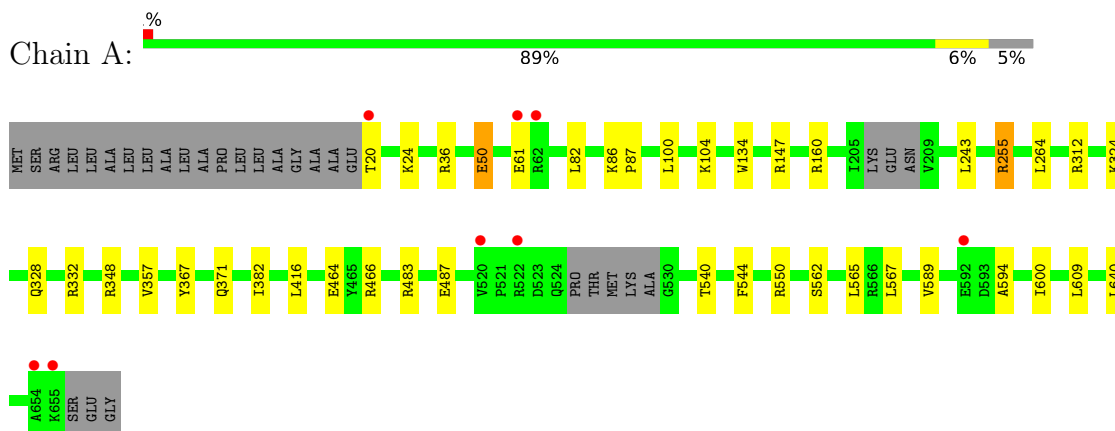 .%
Chain A:
89% 6% 5%
MET SER ARG LEU LEU ALA LEU LEU LEU ALA LEU ALA PRO LEU LEU ALA GLY ALA ALA GLU T20 K24 R36 E50 E61 R62 L82 K86 P87 L100 K104 W134 R147 R160 I205 LYS GLU ASN V209 L243 R255 L264 R312
Q328 R332 R348 V357 Y367 Q371 I382 L416 E464 Y465 R466 R483 E487 V520 P521 R522 D523 Q524 PRO THR MET LYS ALA G530 T540 F544 R550 S562 L565 R566 L567 V589 E592 D593 A594 I600 L609
A654 K655 SER GLU GLY